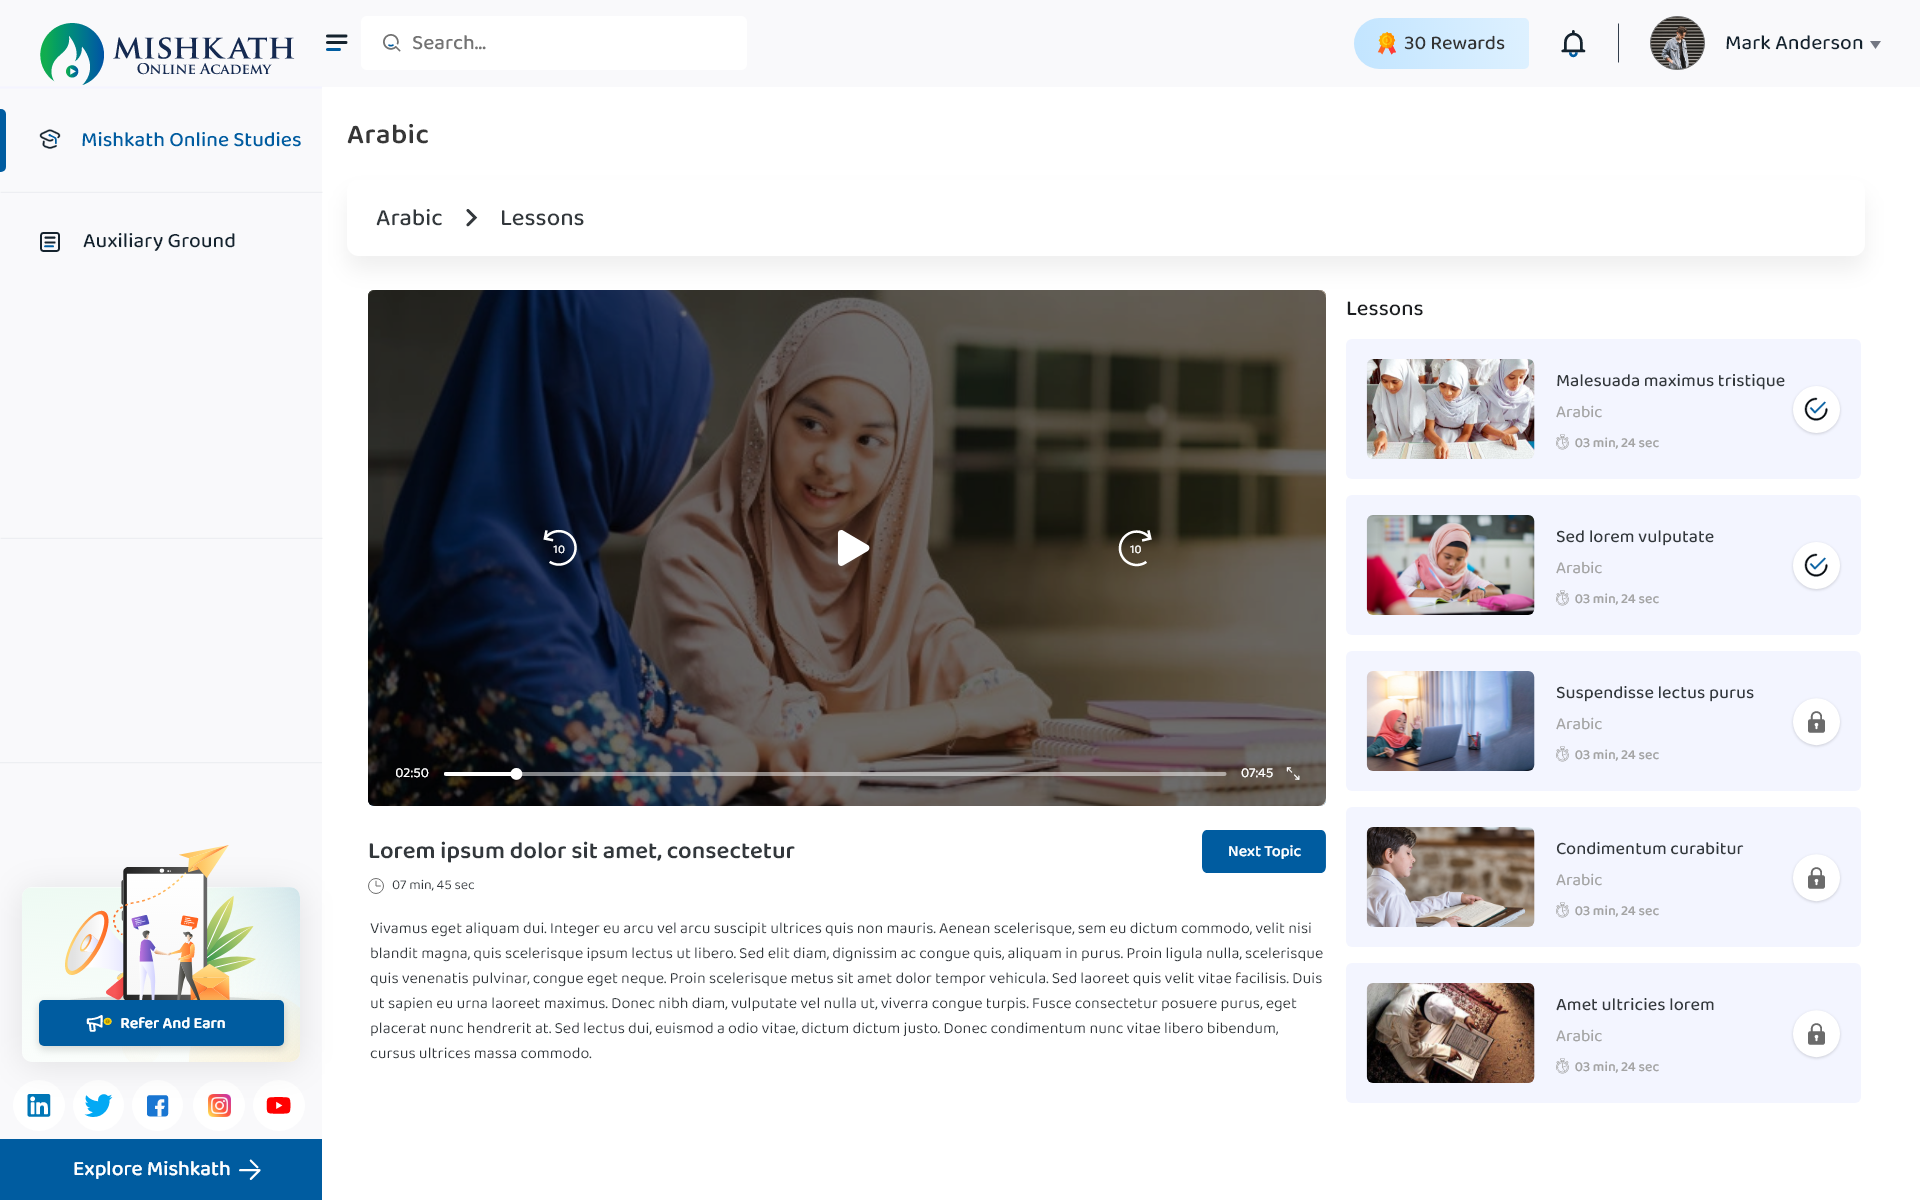 MISHKATH
ONLINE ACADEMY
Search...
30 Rewards
Mark Anderson
Mishkath Online Studies
Auxiliary Ground
Arabic
Arabic
Lessons
10
10
02:50
07:45
Lorem ipsum dolor sit amet, consectetur
Next Topic
07 min, 45 sec
Vivamus eget aliquam dui. Integer eu arcu vel arcu suscipit ultrices quis non mauris. Aenean scelerisque, sem eu dictum commodo, velit nisi
blandit magna, quis scelerisque ipsum lectus ut libero. Sed elit diam, dignissim ac congue quis, aliquam in purus. Proin ligula nulla, scelerisque
quis venenatis pulvinar, congue eget neque. Proin scelerisque metus sit amet dolor tempor vehicula. Sed laoreet quis velit vitae facilisis. Duis
ut sapien eu urna laoreet maximus. Donec nibh diam, vulputate vel nulla ut, viverra congue turpis. Fusce consectetur posuere purus, eget
placerat nunc hendrerit at. Sed lectus dui, euismod a odio vitae, dictum dictum justo. Donec condimentum nunc vitae libero bibendum,
cursus ultrices massa commodo.
Lessons
Malesuada maximus tristique
Arabic
03 min, 24 sec
Sed lorem vulputate
Arabic
03 min, 24 sec
Suspendisse lectus purus
Arabic
03 min, 24 sec
Condimentum curabitur
Arabic
03 min, 24 sec
Amet ultricies lorem
Arabic
03 min, 24 sec
Refer And Earn
in
Explore Mishkath